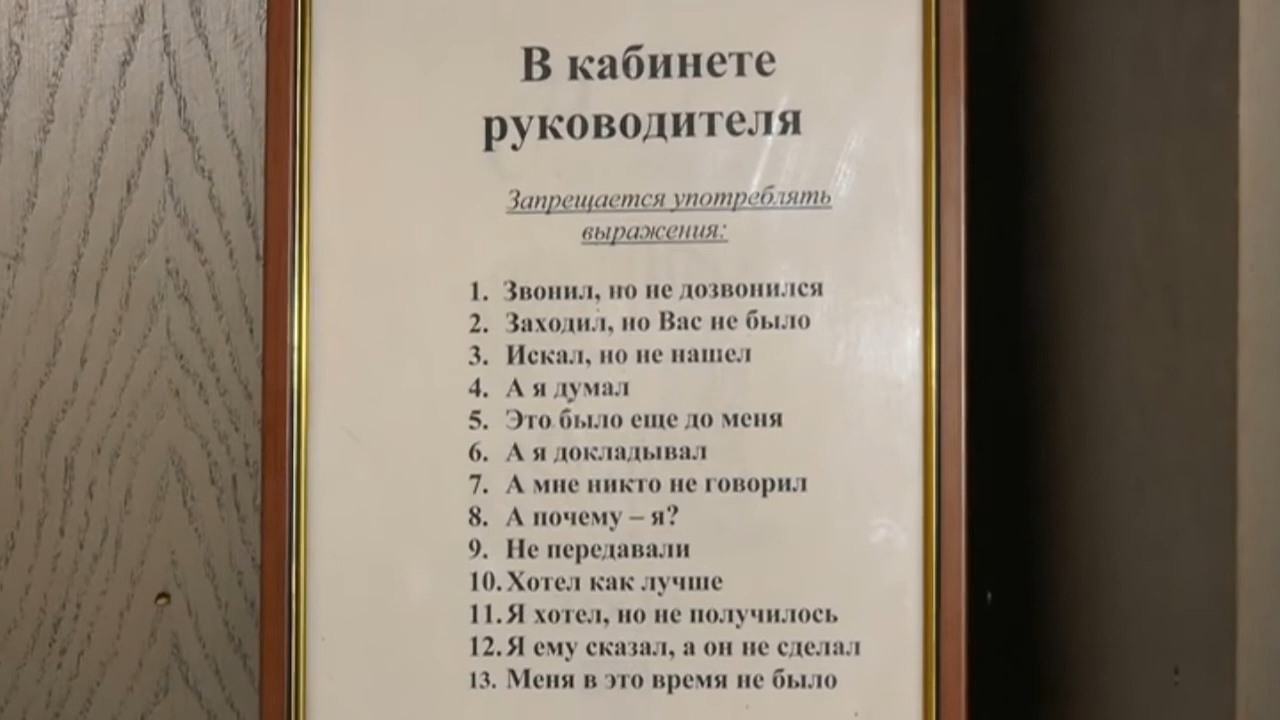 В кабинете
руководителя
Запрещается употреблять
выражения:
1. Звонил, но не дозвонился
2. Заходил, но Вас не было
3. Искал, но не нашел
4. А я думал
5. Это было еще до меня
6. А я докладывал
7. А мне никто не говорил
8. А почему – я?
9. Не передавали
10. Хотел как лучше
11. Я хотел, но не получилось
12. Я ему сказал, а он не сделал
13. Меня в это время не было